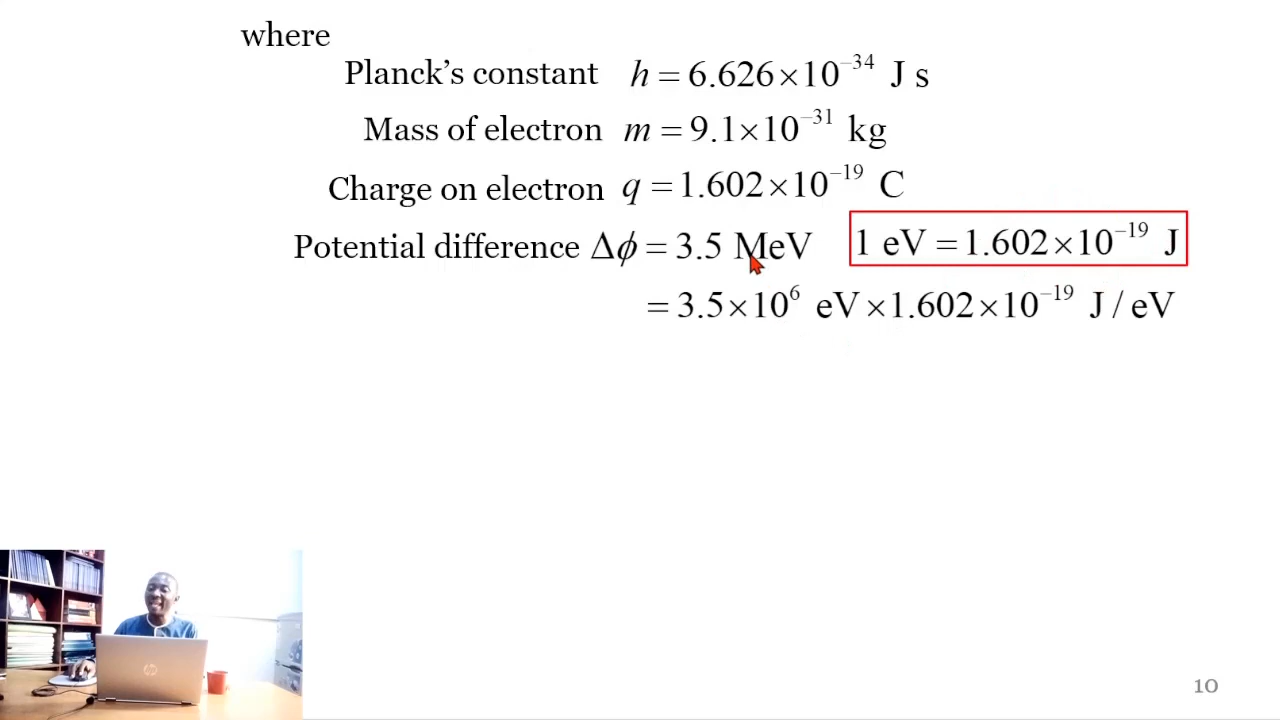 where
Planck’s constant h = 6.626×10⁻³⁴ J s
Mass of electron m = 9.1×10⁻³¹ kg
Charge on electron q = 1.602×10⁻¹⁹ C
Potential difference Δϕ = 3.5 MeV 1 eV = 1.602×10⁻¹⁹ J
= 3.5×10⁶ eV×1.602×10⁻¹⁹ J / eV
hp
10